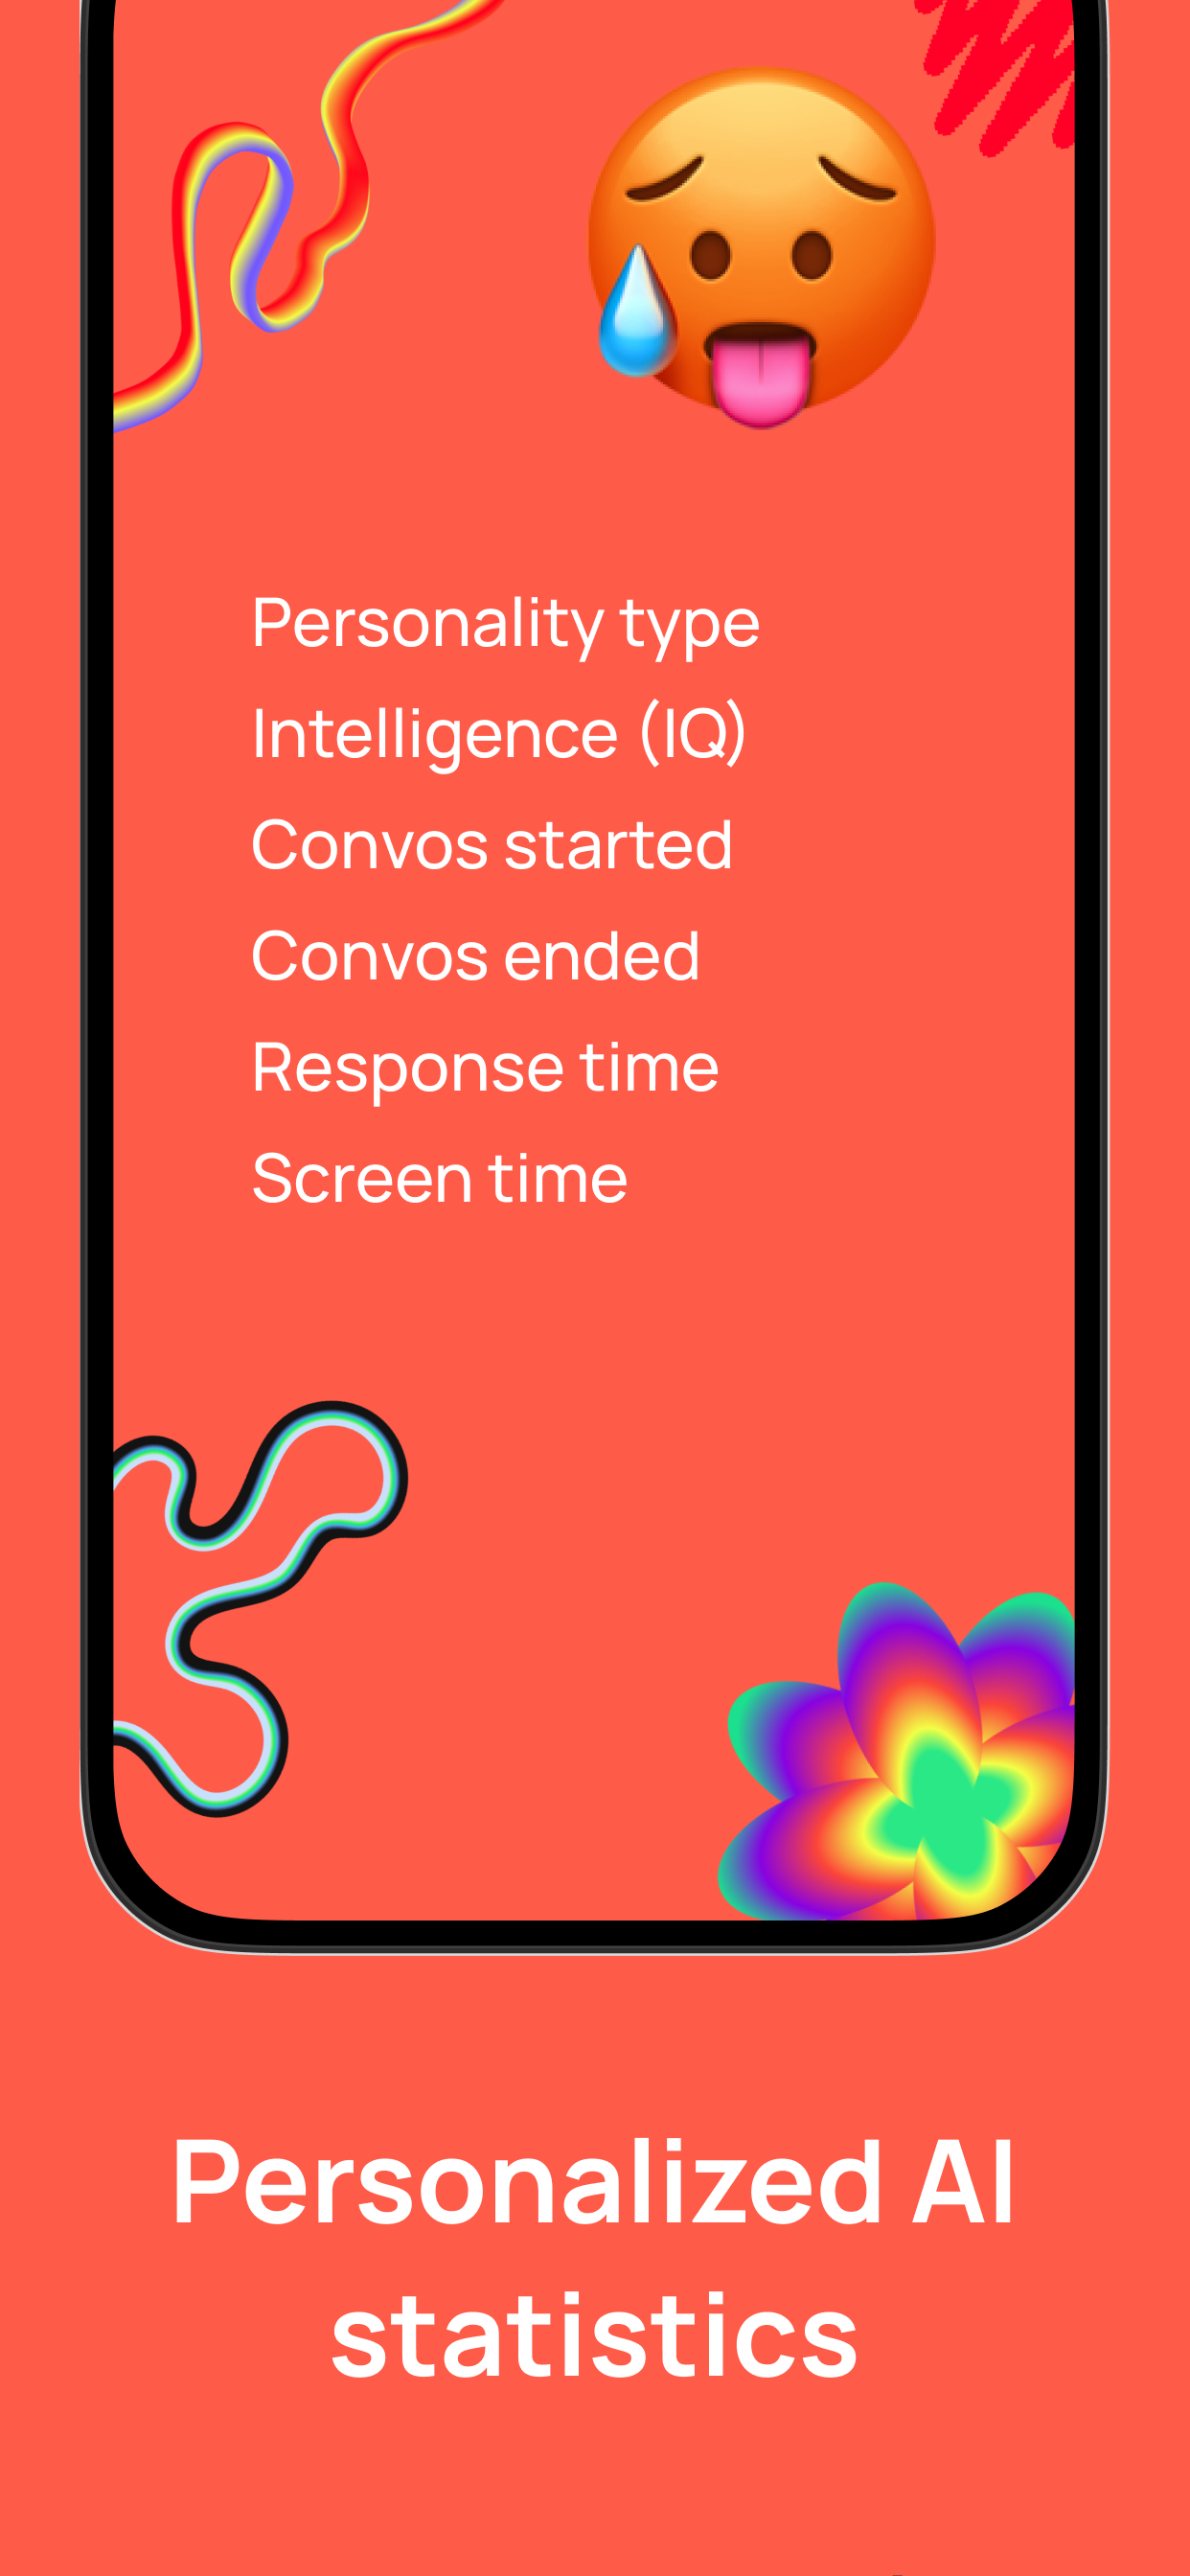 Personality type
Intelligence (IQ)
Convos started
Convos ended
Response time
Screen time
Personalized AI
statistics